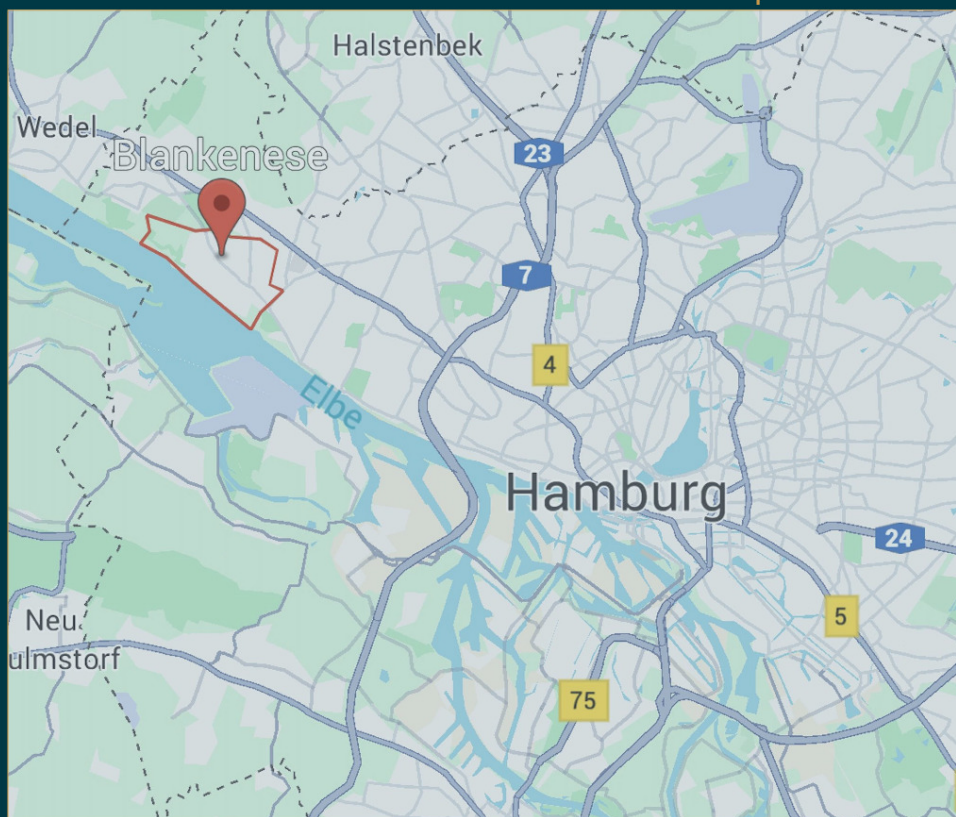 Halstenbek
Wedel
Blankenese
23
7
4
Elbe
Hamburg
24
5
Neu
ulmstorf
75